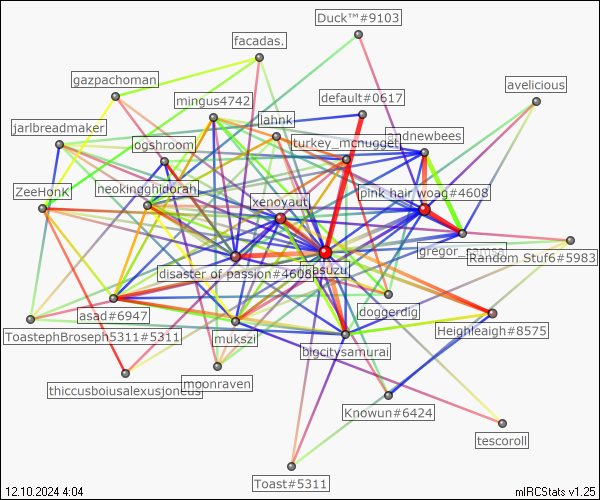 Duck™#9103
facadas.
gazpachoman
avelicious
mingus4742
default#0617
lahnk
jarlbreadmaker
ogshroom
turkey_mcnugget
andnewbees
ZeeHonK
neokingghidorah
xenoyaut
pink hair woag#4608
gregor_samsa
Random Stuf6#5983
disaster of passion#4608
asuzu
asad#6947
doggerdig
ToastephBroseph5311#5311
mukszi
bigcitysamurai
Heighleigh#8575
thiccusboiusalexusjoneus
moonraven
Knowun#6424
tescoroll
Toast#5311
12.10.2024 4:04
mIRCStats v1.25